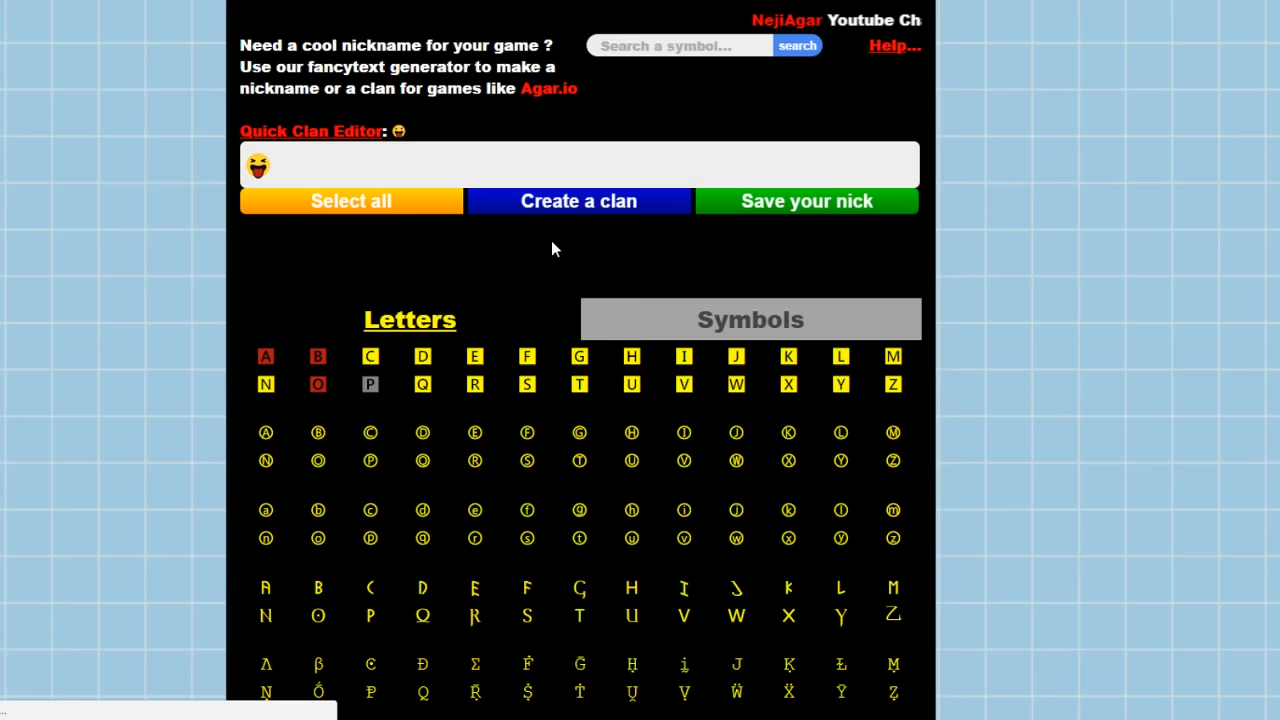 NejiAgar Youtube Ch
Need a cool nickname for your game ?
Use our fancytext generator to make a
nickname or a clan for games like Agar.io
Search a symbol... search
Help...
Quick Clan Editor: 😝
😝
Select all Create a clan Save your nick
Letters Symbols
A B C D E F G H I J K L M
N O P Q R S T U V W X Y Z
Ⓐ Ⓑ Ⓒ Ⓓ Ⓔ Ⓕ Ⓖ Ⓗ Ⓘ Ⓙ Ⓚ Ⓛ Ⓜ
Ⓝ Ⓞ Ⓟ Ⓠ Ⓡ Ⓢ Ⓣ Ⓤ Ⓥ Ⓦ Ⓧ Ⓨ Ⓩ
ⓐ ⓑ ⓒ ⓓ ⓔ ⓕ ⓖ ⓗ ⓘ ⓙ ⓚ ⓛ ⓜ
ⓝ ⓞ ⓟ ⓠ ⓡ ⓢ ⓣ ⓤ ⓥ ⓦ ⓧ ⓨ ⓩ
B D F H L M
N P S T U V W X Z
Λ β Đ Σ Ḟ Ḡ Ḥ J Ķ Ł Ṃ
Ṇ Q Ṩ Ṫ Ṿ Ẅ Ẍ Ȳ Ẓ
...